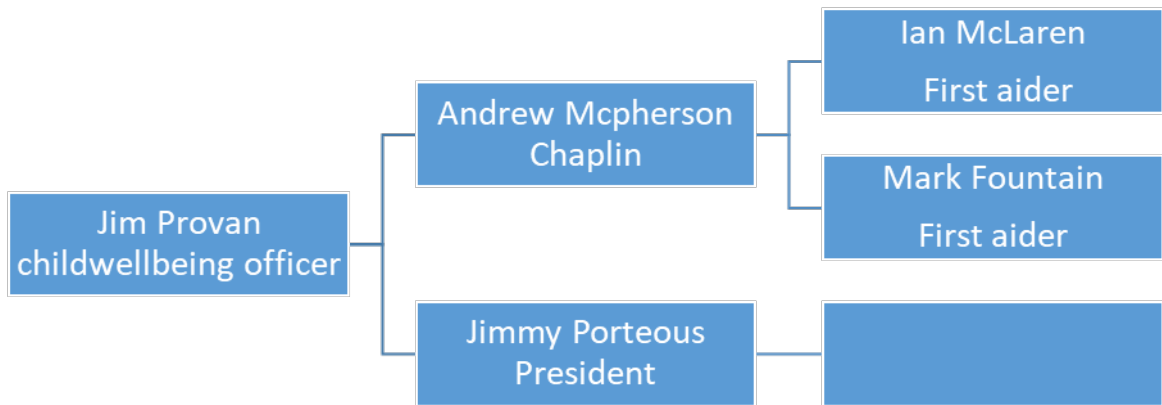 Jim Provan
childwellbeing officer
Andrew Mcpherson
Chaplin
Ian McLaren
First aider
Mark Fountain
First aider
Jimmy Porteous
President